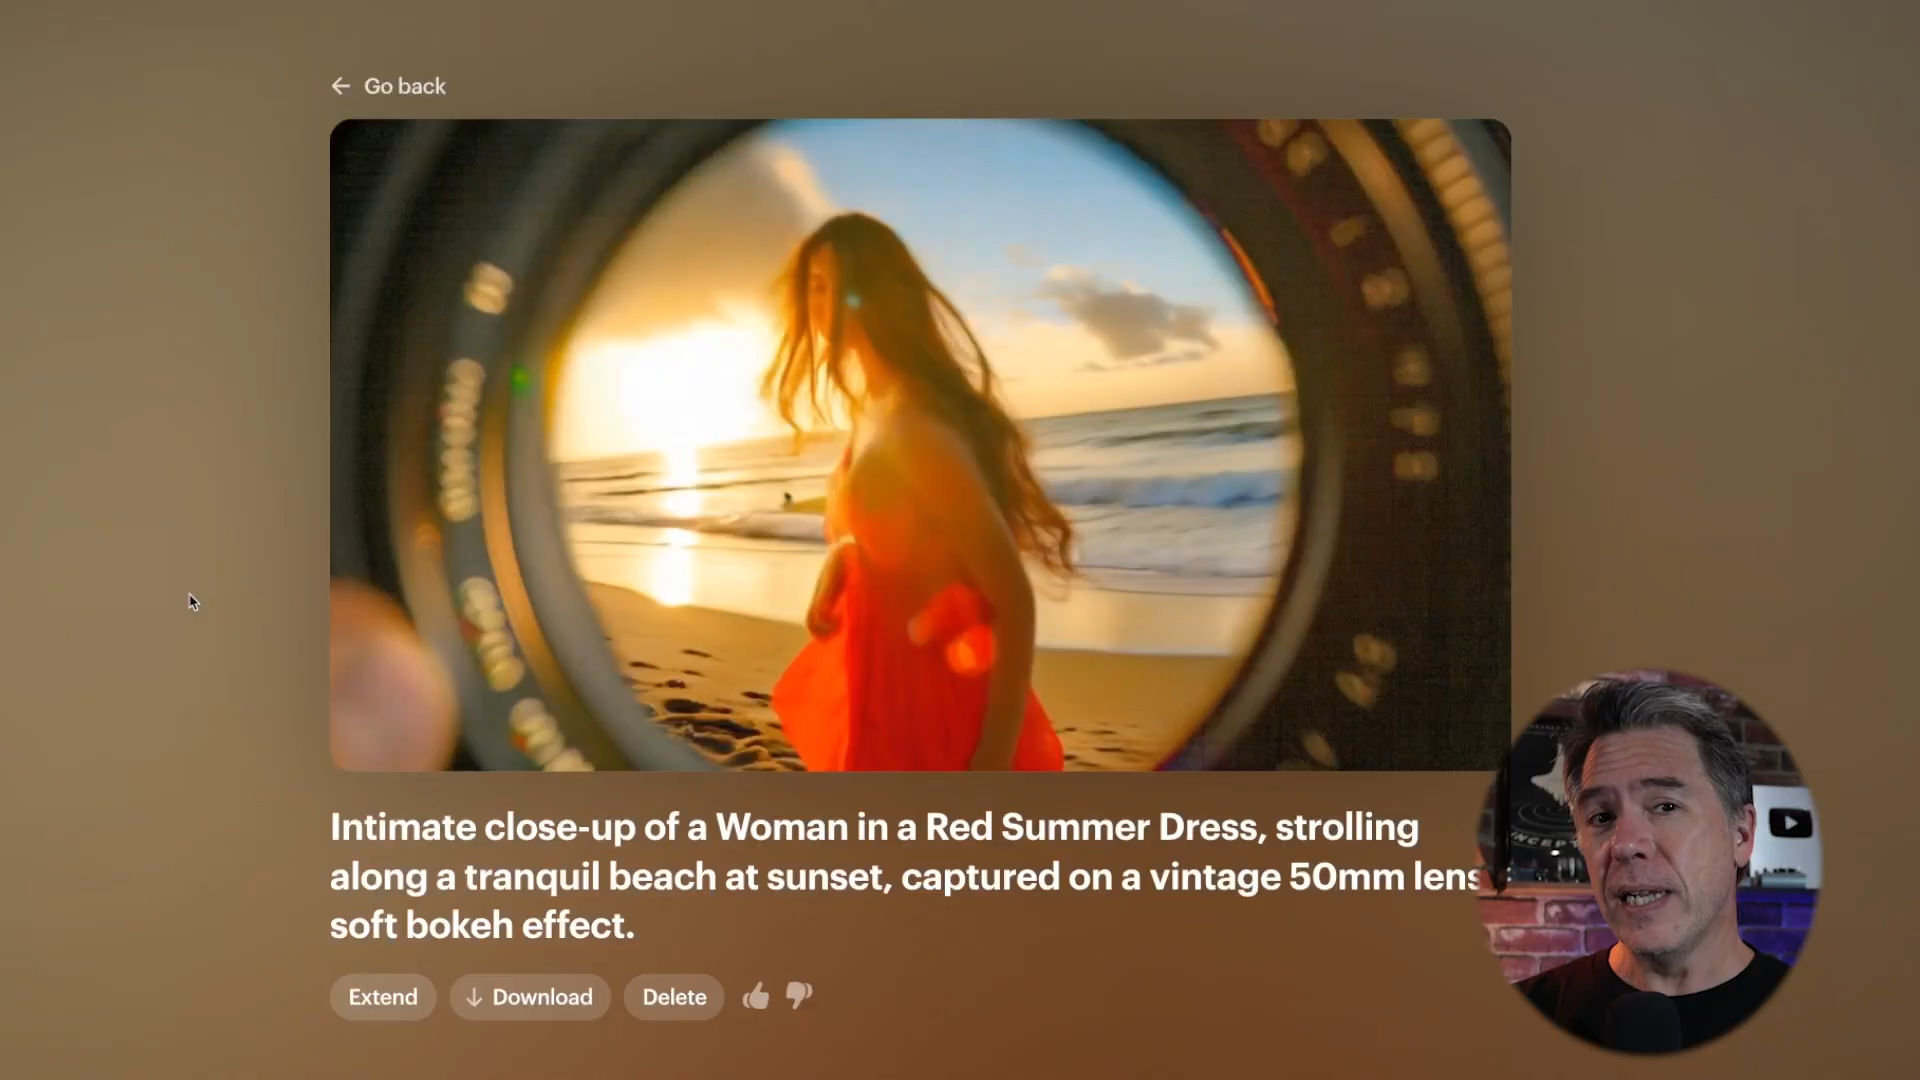 Go back
Intimate close-up of a Woman in a Red Summer Dress, strolling
along a tranquil beach at sunset, captured on a vintage 50mm lens
soft bokeh effect.
Extend
Download
Delete